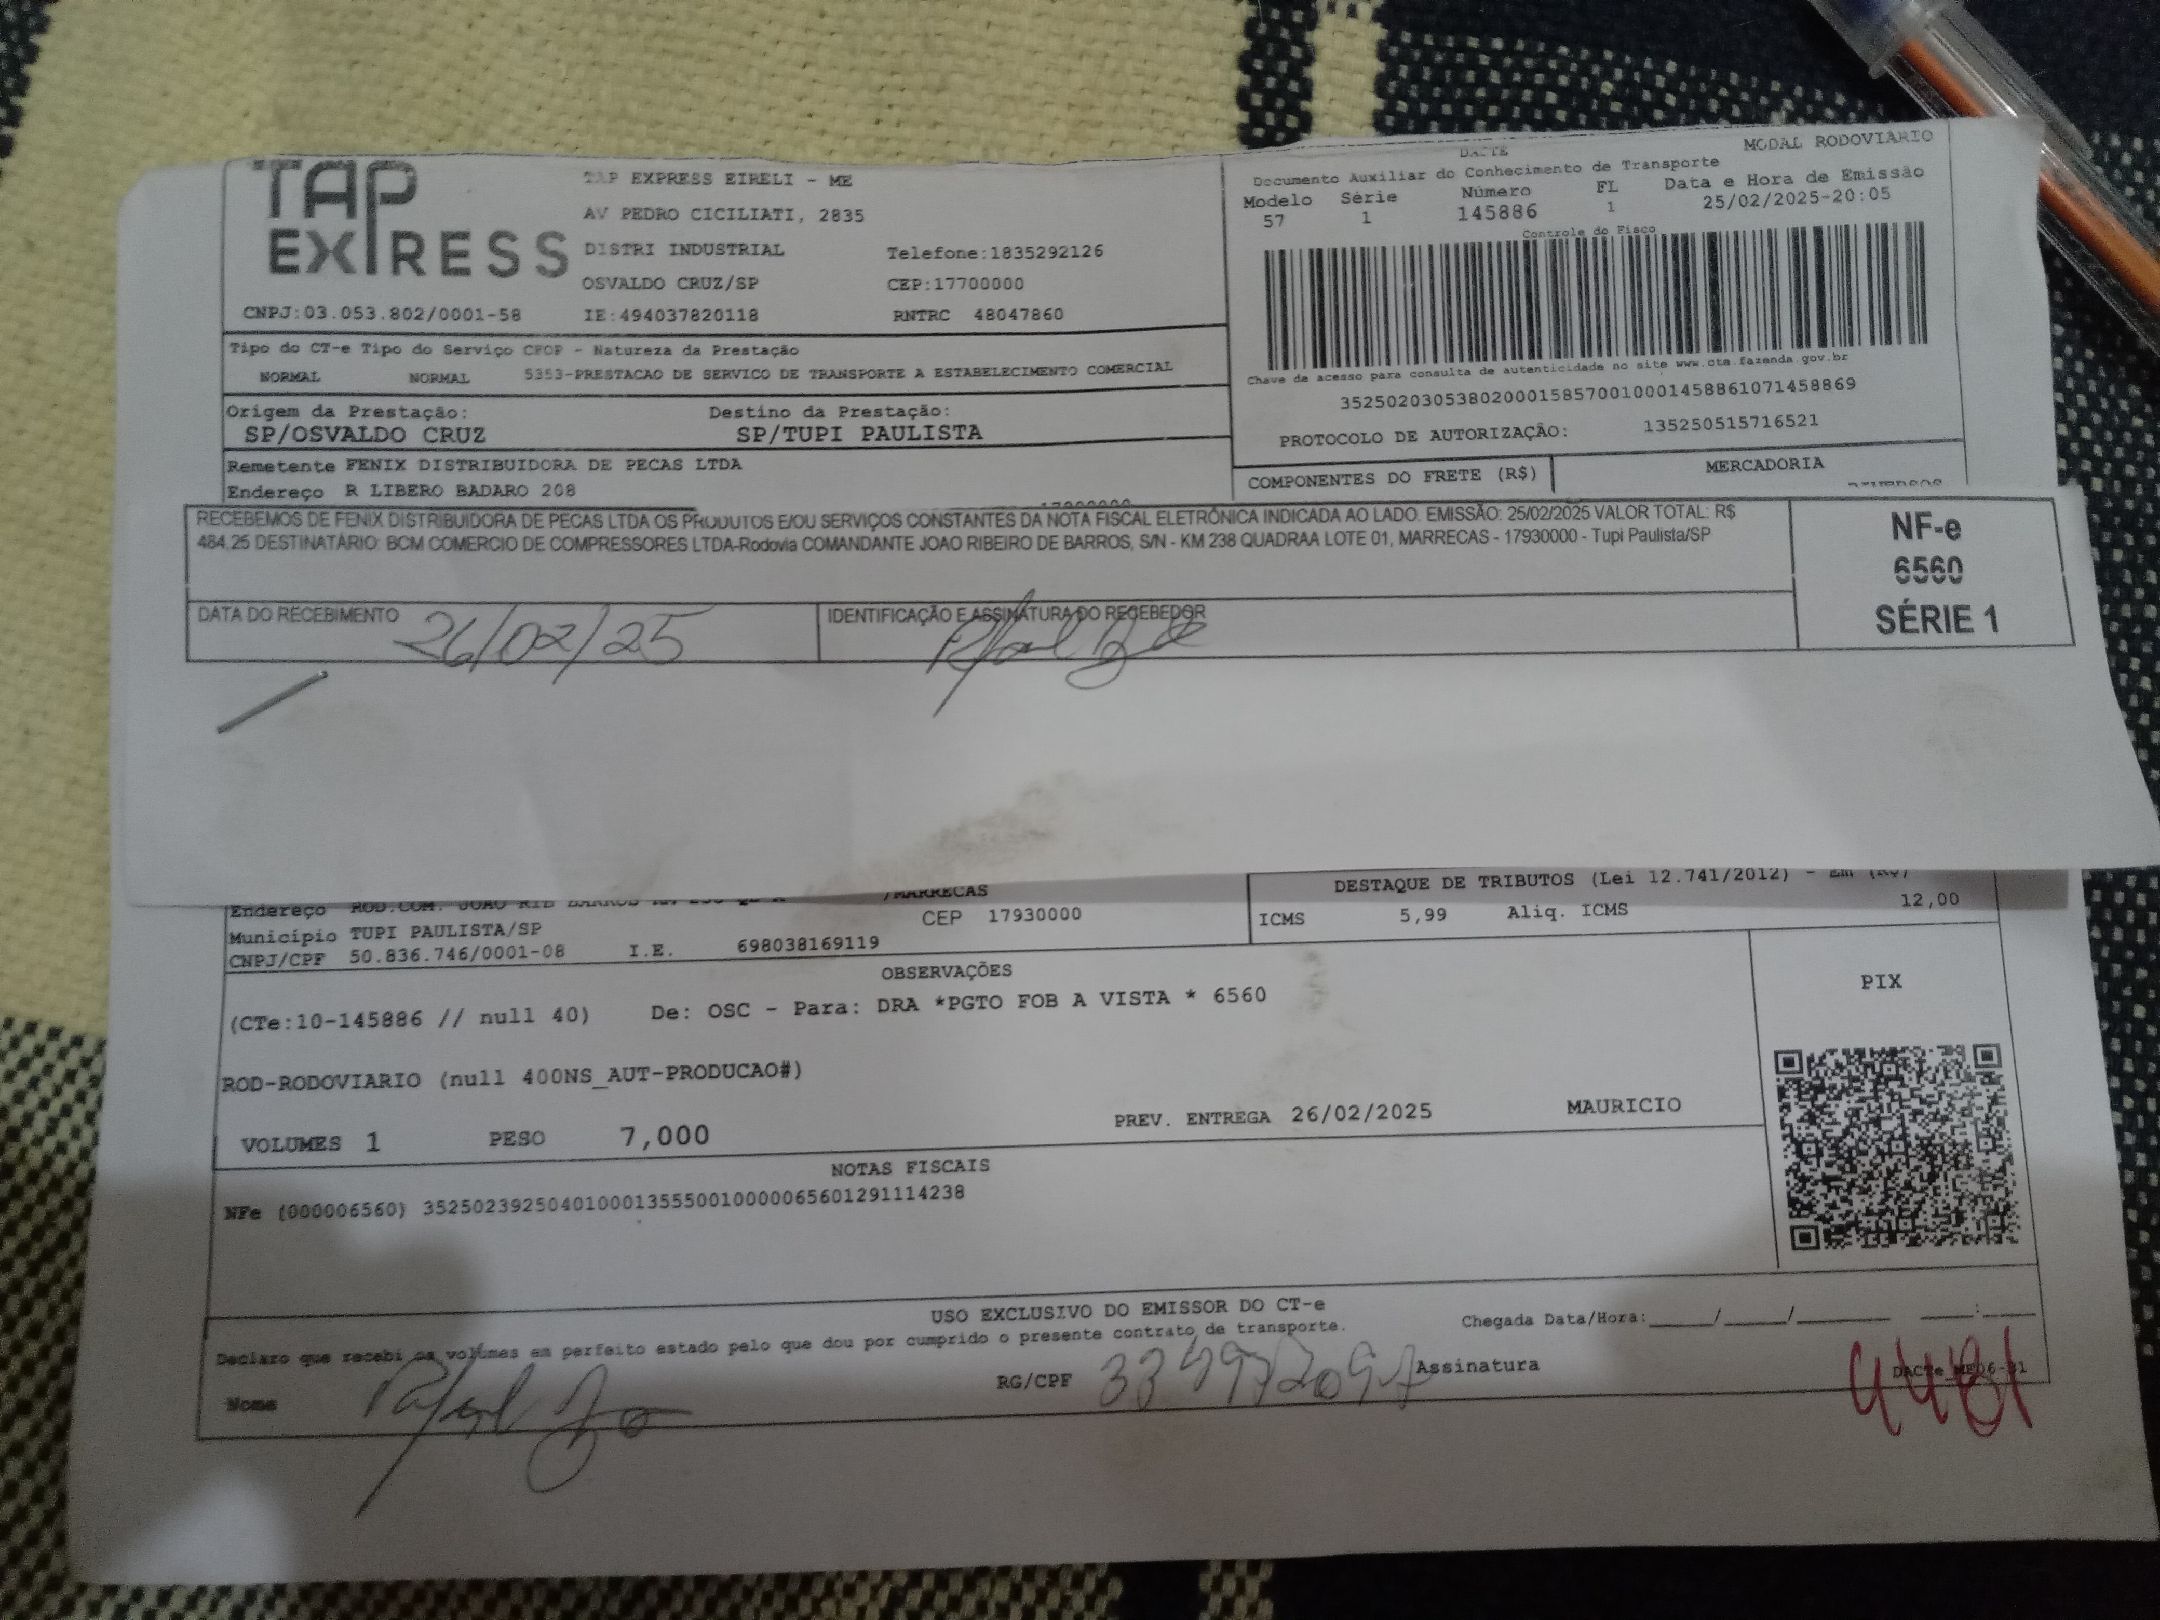 TAP EXPRESS
TAP EXPRESS EIRELI - ME
AV PEDRO CICILIATI, 2835
DISTRI INDUSTRIAL Telefone:1835292126
OSVALDO CRUZ/SP CEP:17700000
CNPJ:03.053.802/0001-58 IE:494037820118 RNTRC 48047860
DACTE MODAL RODOVIÁRIO
Documento Auxiliar do Conhecimento de Transporte
Modelo Série Número FL Data e Hora de Emissão
57 1 145886 1 25/02/2025-20:05
Controle do Fisco
Chave de acesso para consulta de autenticidade no site www.cte.fazenda.gov.br
35250203053802000158570010001458861071458869
PROTOCOLO DE AUTORIZAÇÃO: 135250515716521
Tipo do CT-e Tipo do Serviço CFOP - Natureza da Prestação
NORMAL NORMAL 5353-PRESTACAO DE SERVICO DE TRANSPORTE A ESTABELECIMENTO COMERCIAL
Origem da Prestação: Destino da Prestação:
SP/OSVALDO CRUZ SP/TUPI PAULISTA
COMPONENTES DO FRETE (R$) MERCADORIA
Remetente FENIX DISTRIBUIDORA DE PECAS LTDA
Endereço R LIBERO BADARO 208
RECEBEMOS DE FENIX DISTRIBUIDORA DE PECAS LTDA OS PRODUTOS E/OU SERVIÇOS CONSTANTES DA NOTA FISCAL ELETRÔNICA INDICADA AO LADO. EMISSÃO: 25/02/2025 VALOR TOTAL: R$
484,25 DESTINATÁRIO: BCM COMERCIO DE COMPRESSORES LTDA-Rodovia COMANDANTE JOAO RIBEIRO DE BARROS, S/N - KM 238 QUADRAA LOTE 01, MARRECAS - 17930000 - Tupi Paulista/SP
NF-e
6560
SÉRIE 1
DATA DO RECEBIMENTO 26/02/25 IDENTIFICAÇÃO E ASSINATURA DO RECEBEDOR
/MARRECAS
Endereço
CEP 17930000
Município TUPI PAULISTA/SP
CNPJ/CPF 50.836.746/0001-08 I.E. 698038169119
DESTAQUE DE TRIBUTOS (Lei 12.741/2012) - Em (R$)
ICMS 5,99 Aliq. ICMS 12,00
OBSERVAÇÕES
(CTe:10-145886 // null 40) De: OSC - Para: DRA *PGTO FOB A VISTA * 6560
ROD-RODOVIARIO (null 400NS_AUT-PRODUCAO#)
VOLUMES 1 PESO 7,000 PREV. ENTREGA 26/02/2025 MAURICIO
PIX
NOTAS FISCAIS
NFe (000006560) 35250239250401000135550010000065601291114238
USO EXCLUSIVO DO EMISSOR DO CT-e
Declaro que recebi os volumes em perfeito estado pelo que dou por cumprido o presente contrato de transporte.
Chegada Data/Hora:_____/_____/_______ ____:____
Nome RG/CPF Assinatura